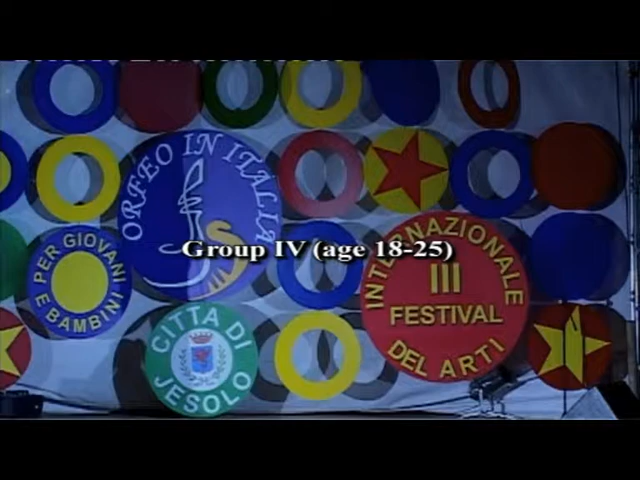 ORFEO IN ITALIA
Group IV (age 18-25)
PER GIOVANI
E BAMBINI
INTERNAZIONALE
III
FESTIVAL
DEL ARTI
CITTA DI
JESOLO